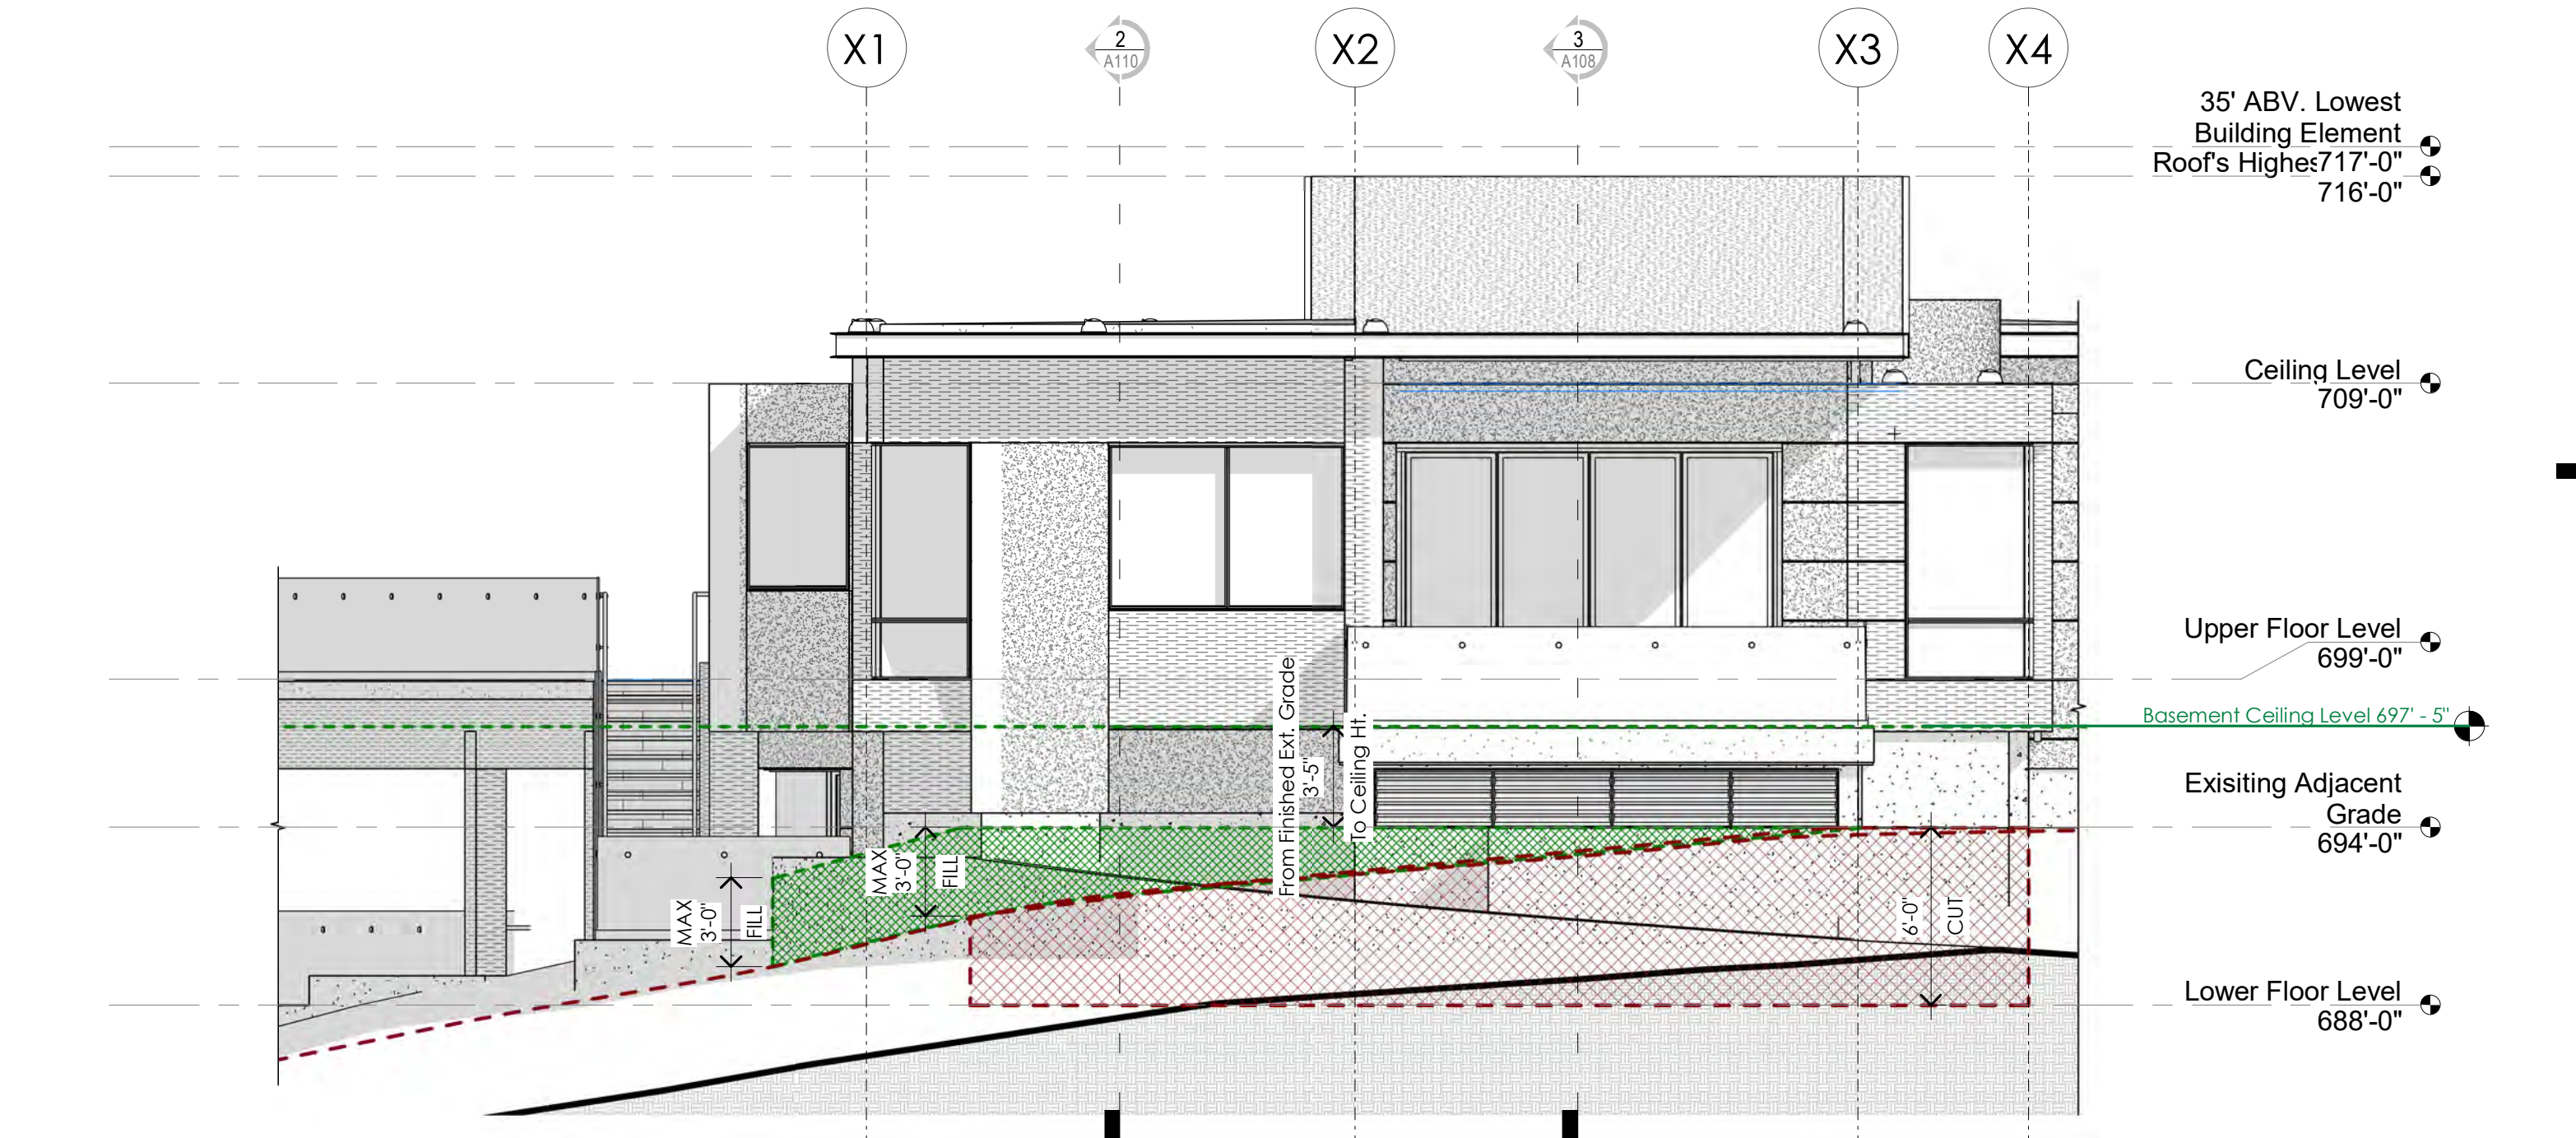 X1
2
A110
X2
3
A108
X3
X4
35' ABV. Lowest
Building Element
717'-0"
Roof's Highes
716'-0"
Ceiling Level
709'-0"
Upper Floor Level
699'-0"
Basement Ceiling Level 697' - 5"
Exisiting Adjacent
Grade
694'-0"
Lower Floor Level
688'-0"
MAX
3'-0"
FILL
MAX
3'-0"
FILL
From Finished Ext. Grade
3'-5"
To Ceiling Ht.
6'-0"
CUT